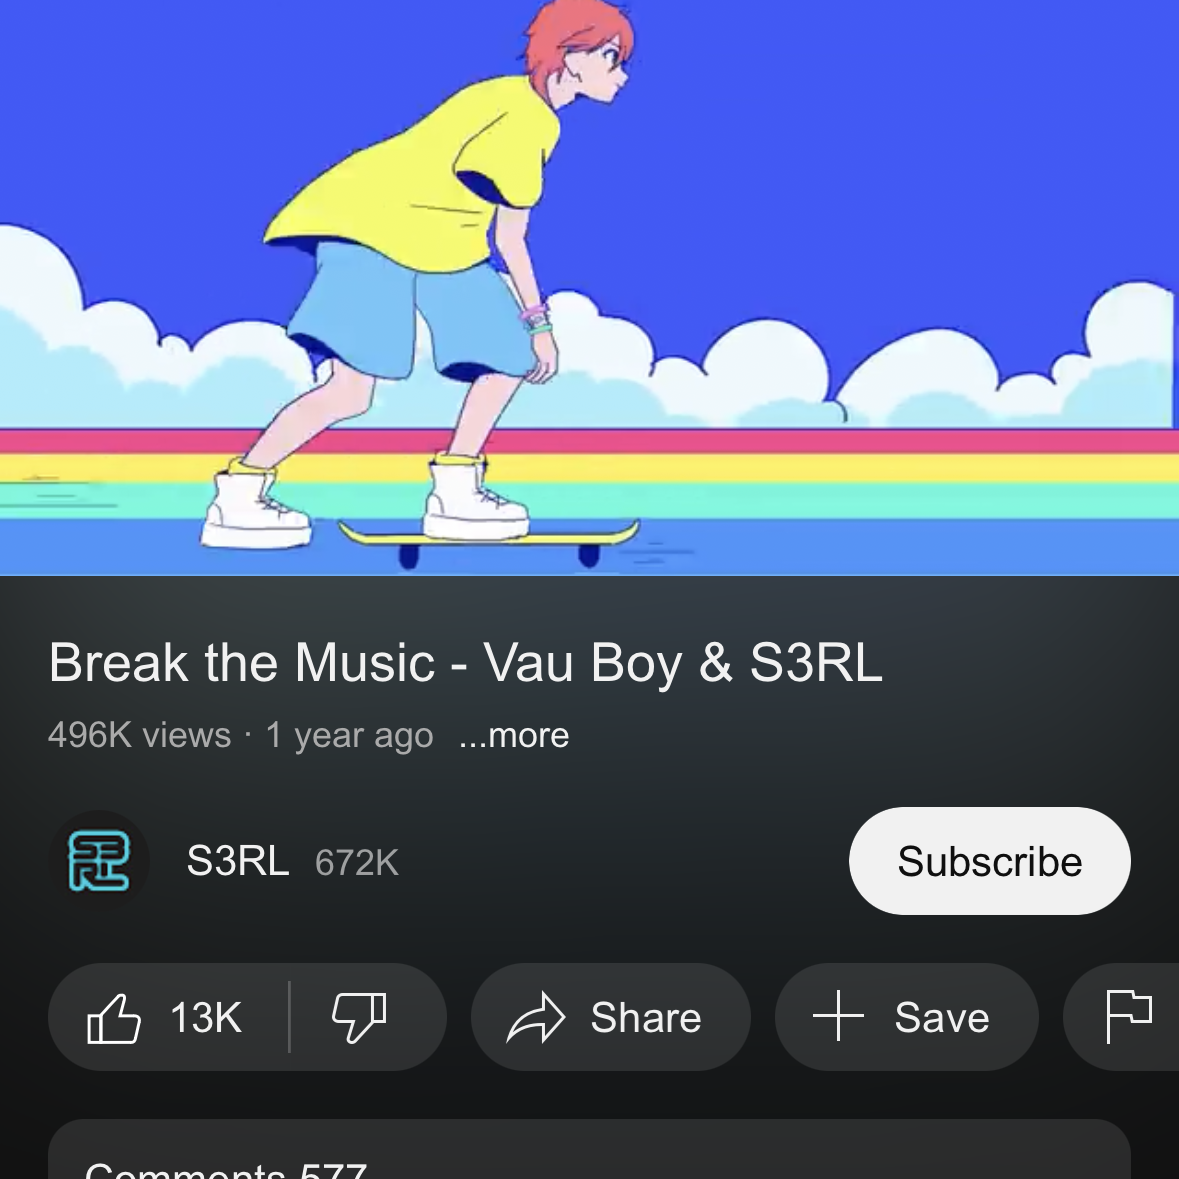 Break the Music - Vau Boy & S3RL
496K views · 1 year ago ...more
S3RL 672K
Subscribe
13K
Share
Save
Comments 577